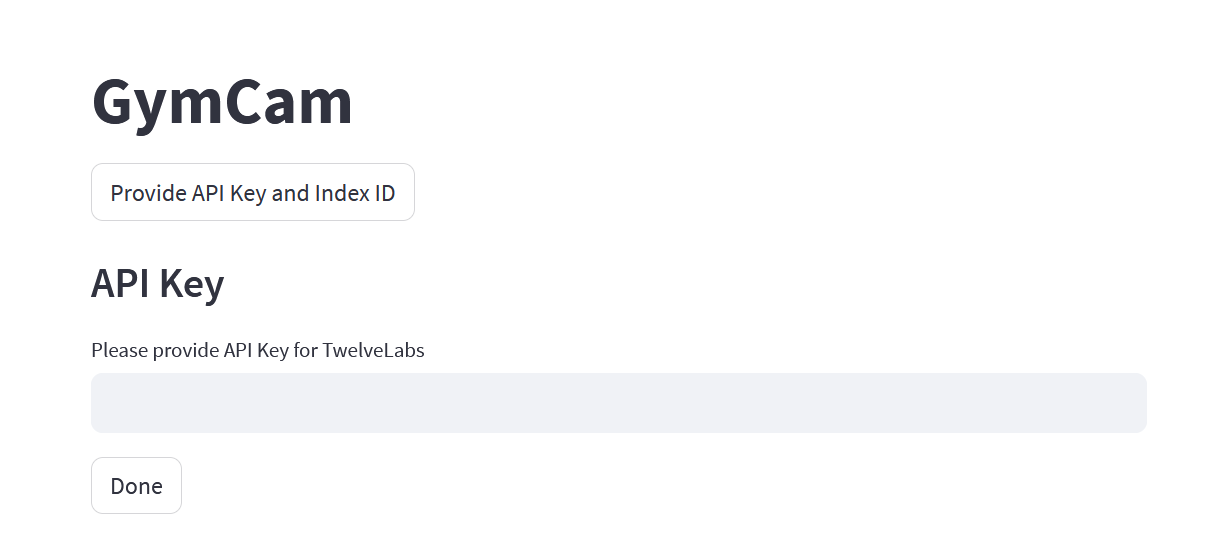 GymCam
Provide API Key and Index ID
API Key
Please provide API Key for TwelveLabs
Done